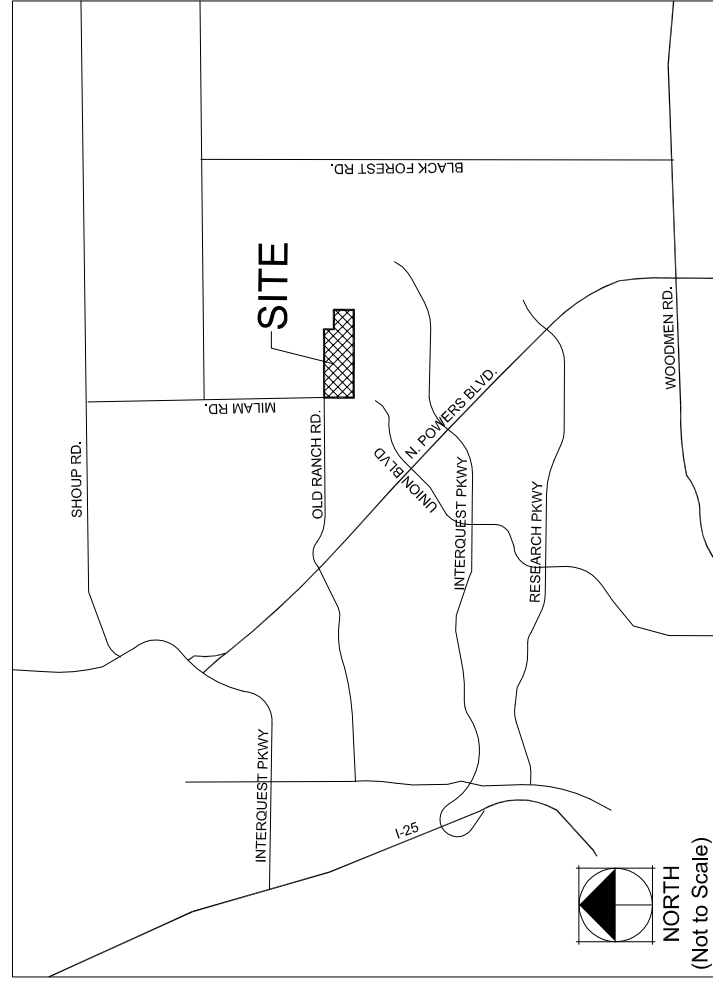 SHOUP RD.
BLACK FOREST RD.
SITE
MILAM RD.
OLD RANCH RD.
N. POWERS BLVD.
UNION BLVD
WOODMEN RD.
INTERQUEST PKWY
RESEARCH PKWY
INTERQUEST PKWY
I-25
NORTH
(Not to Scale)